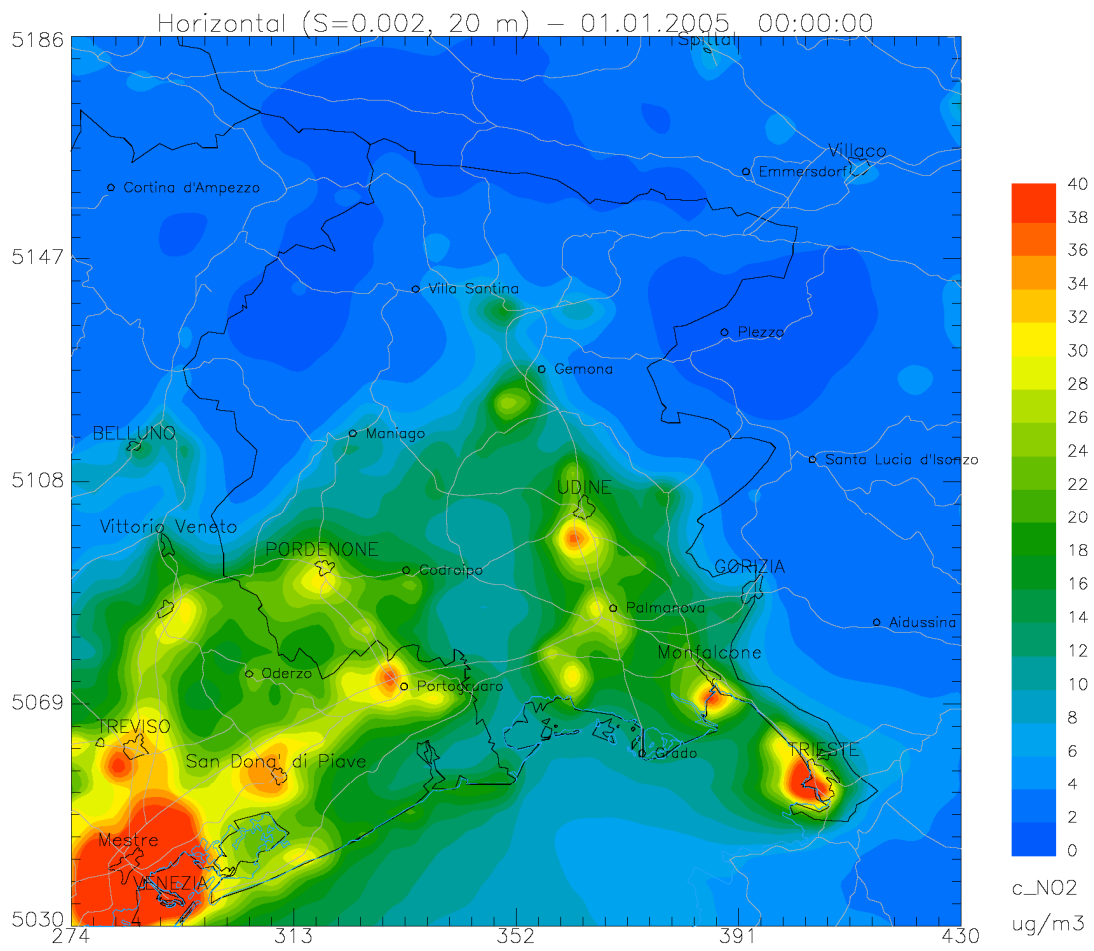 Horizontal (S=0.002, 20 m) – 01.01.2005 00:00:00
5186
Spittal
Villaco
Emmersdorf
Cortina d'Ampezzo
40
38
36
34
32
30
28
26
24
22
20
18
16
14
12
10
8
6
4
2
0
c_NO2
ug/m3
5147
Villa Santina
Plezzo
Gemona
BELLUNO
Maniago
Santa Lucia d'Isonzo
5108
UDINE
Vittorio Veneto
PORDENONE
Codroipo
GORIZIA
Palmanova
Aidussina
Monfalcone
Oderzo
Portogruaro
5069
TREVISO
San Dona' di Piave
Grado
TRIESTE
Mestre
VENEZIA
5030
274
313
352
391
430